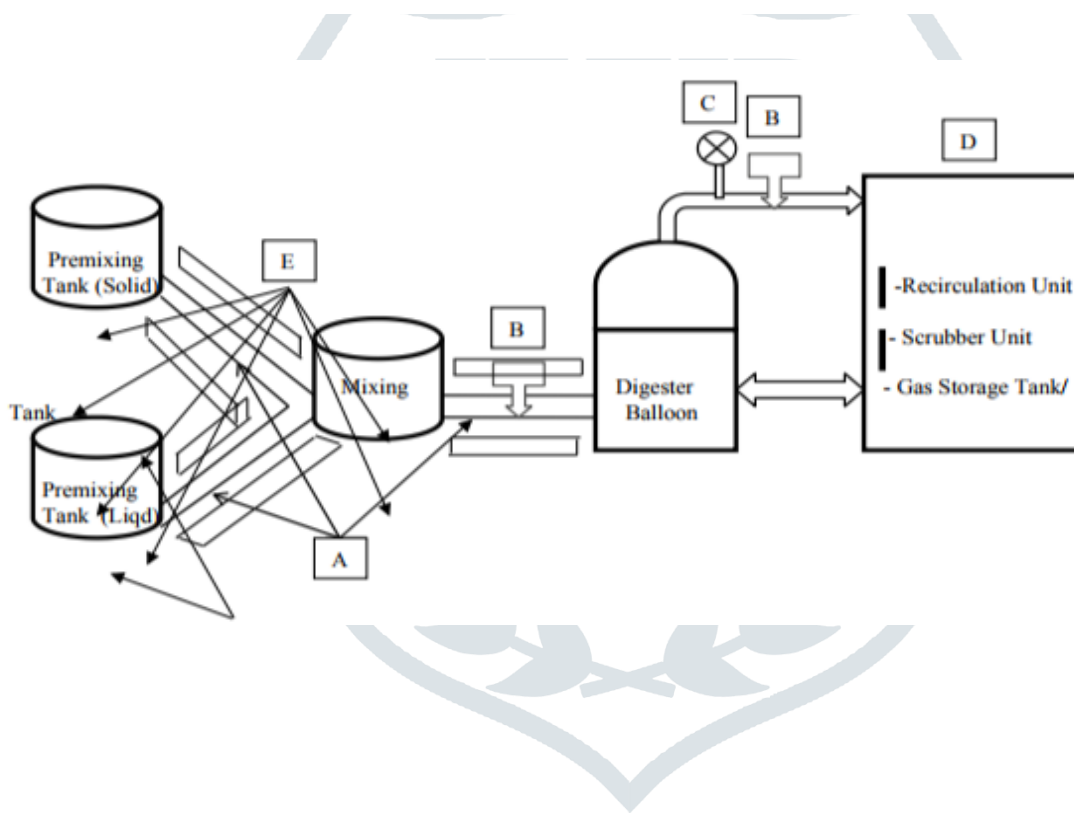 C
B
D
Premixing
Tank (Solid)
E
-Recirculation Unit
B
- Scrubber Unit
Mixing
Digester
Balloon
- Gas Storage Tank/
Tank
Premixing
Tank (Liqd)
A